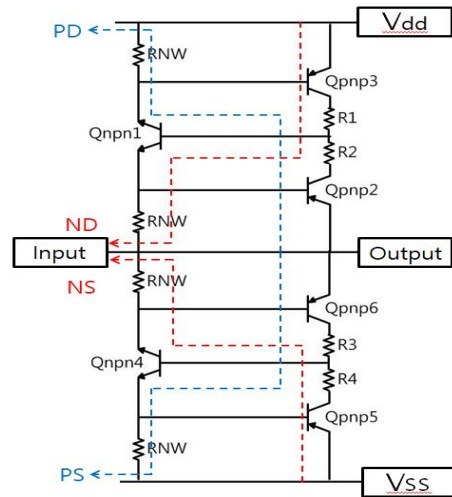 PD
Vdd
RNW
Qpnp3
R1
Qnpn1
R2
Qpnp2
ND
RNW
Input
Output
NS
RNW
Qpnp6
R3
Qnpn4
R4
Qpnp5
RNW
PS
Vss